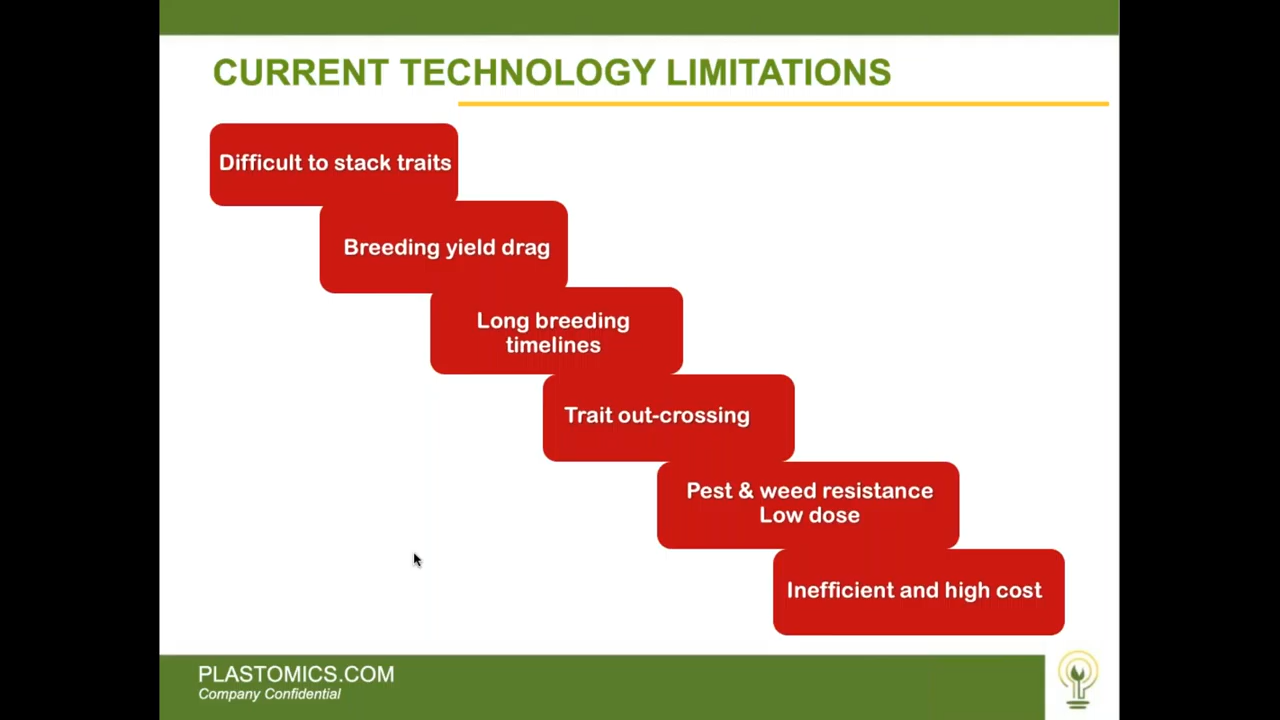 CURRENT TECHNOLOGY LIMITATIONS
Difficult to stack traits
Breeding yield drag
Long breeding
timelines
Trait out-crossing
Pest & weed resistance
Low dose
Inefficient and high cost
PLASTOMICS.COM
Company Confidential